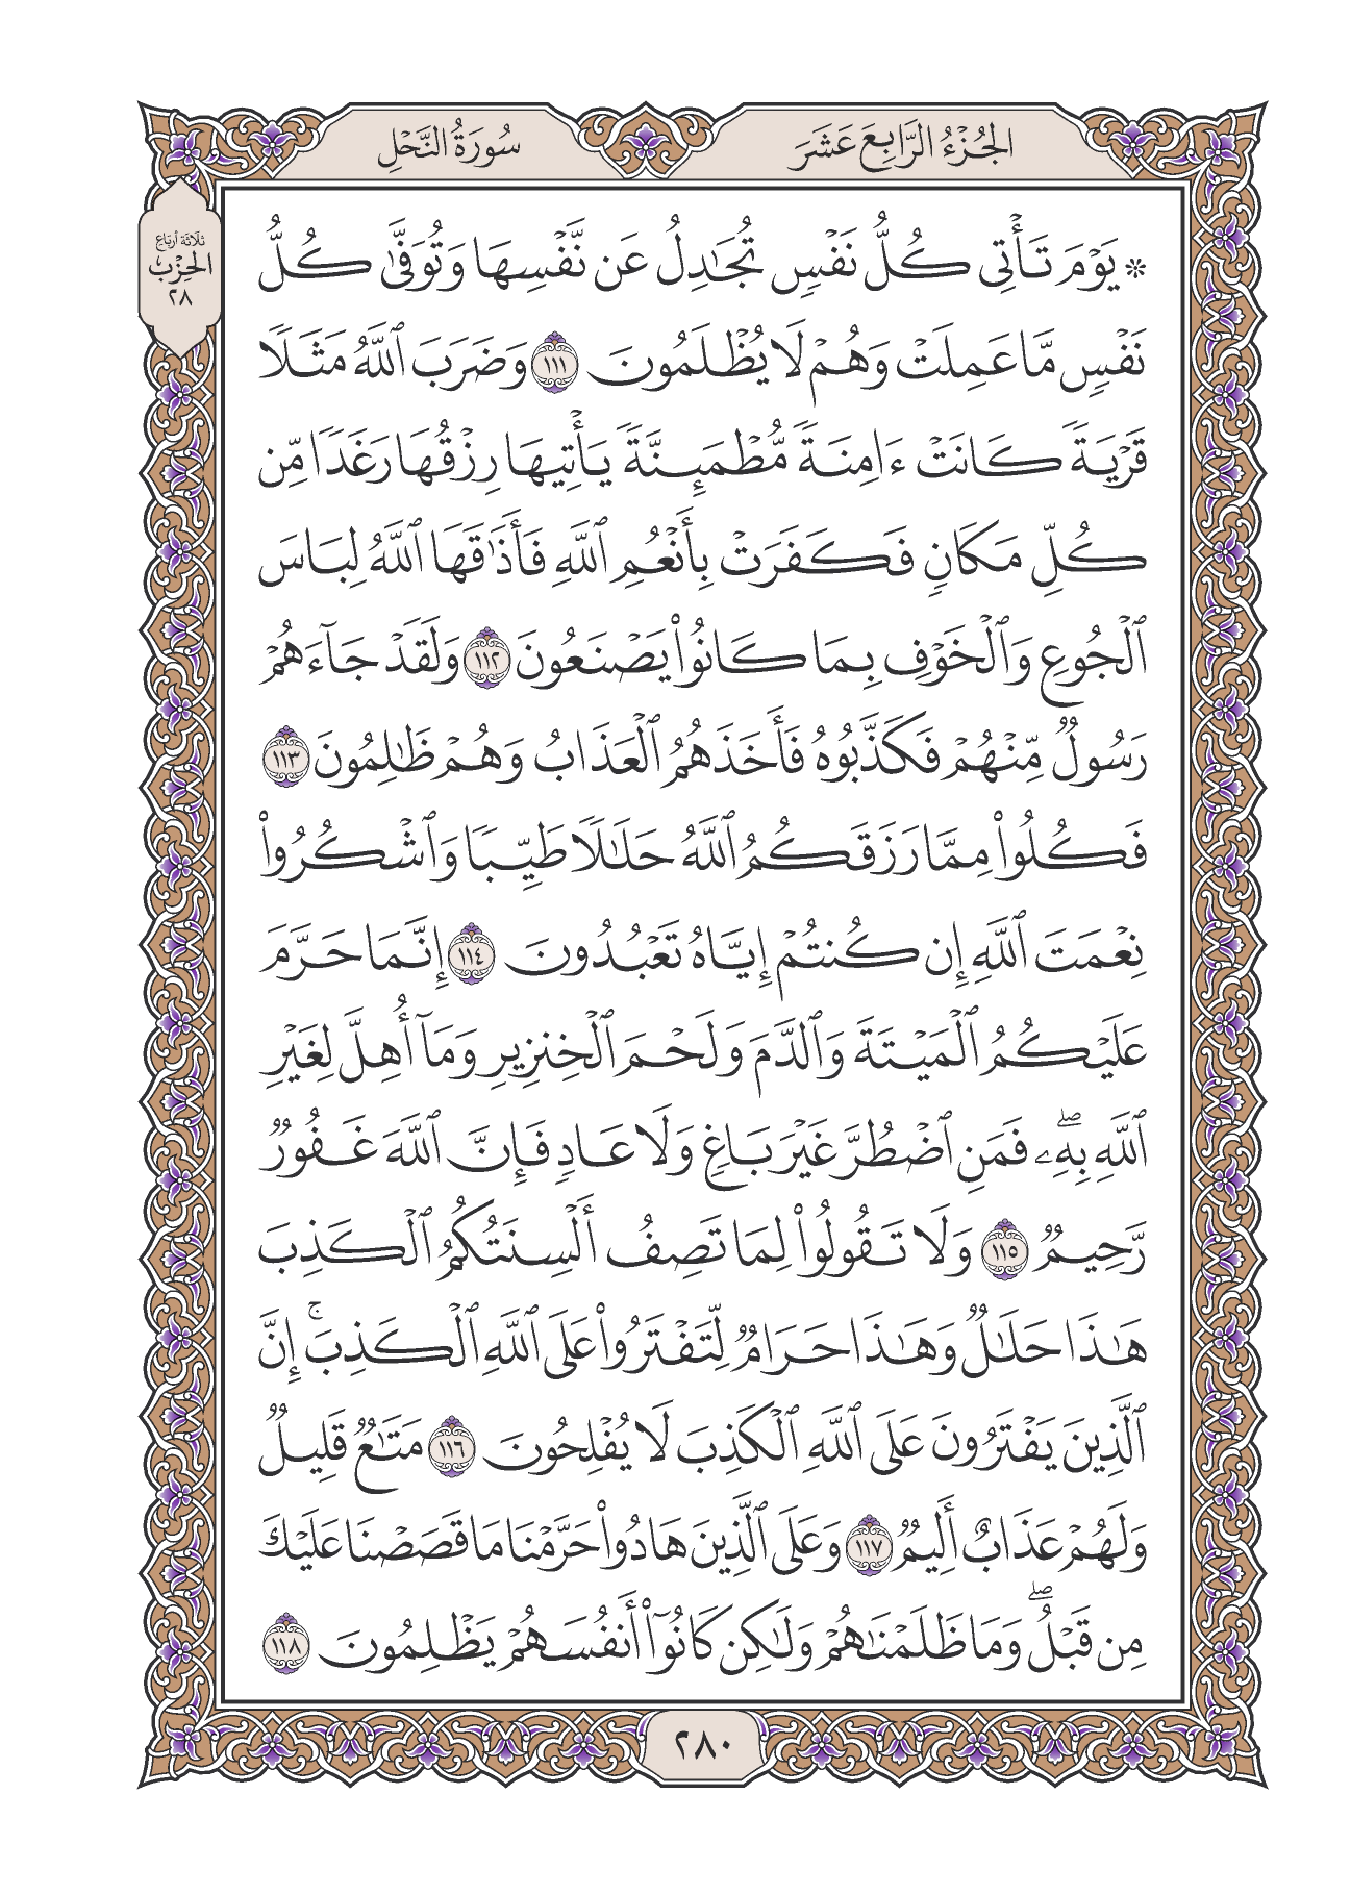 الجُزْءُ الرَّابِعَ عَشَرَ
سُورَةُ النَّحْلِ
ثلاثة أرباع
الحِزْب
٢٨
۞ يَوۡمَ تَأۡتِي كُلُّ نَفۡسٖ تُجَٰدِلُ عَن نَّفۡسِهَا وَتُوَفَّىٰ كُلُّ
نَفۡسٖ مَّا عَمِلَتۡ وَهُمۡ لَا يُظۡلَمُونَ ١١١ وَضَرَبَ ٱللَّهُ مَثَلٗا
قَرۡيَةٗ كَانَتۡ ءَامِنَةٗ مُّطۡمَئِنَّةٗ يَأۡتِيهَا رِزۡقُهَا رَغَدٗا مِّن
كُلِّ مَكَانٖ فَكَفَرَتۡ بِأَنۡعُمِ ٱللَّهِ فَأَذَٰقَهَا ٱللَّهُ لِبَاسَ
ٱلۡجُوعِ وَٱلۡخَوۡفِ بِمَا كَانُواْ يَصۡنَعُونَ ١١٢ وَلَقَدۡ جَآءَهُمۡ
رَسُولٞ مِّنۡهُمۡ فَكَذَّبُوهُ فَأَخَذَهُمُ ٱلۡعَذَابُ وَهُمۡ ظَٰلِمُونَ ١١٣
فَكُلُواْ مِمَّا رَزَقَكُمُ ٱللَّهُ حَلَٰلٗا طَيِّبٗا وَٱشۡكُرُواْ
نِعۡمَتَ ٱللَّهِ إِن كُنتُمۡ إِيَّاهُ تَعۡبُدُونَ ١١٤ إِنَّمَا حَرَّمَ
عَلَيۡكُمُ ٱلۡمَيۡتَةَ وَٱلدَّمَ وَلَحۡمَ ٱلۡخِنزِيرِ وَمَآ أُهِلَّ لِغَيۡرِ
ٱللَّهِ بِهِۦۖ فَمَنِ ٱضۡطُرَّ غَيۡرَ بَاغٖ وَلَا عَادٖ فَإِنَّ ٱللَّهَ غَفُورٞ
رَّحِيمٞ ١١٥ وَلَا تَقُولُواْ لِمَا تَصِفُ أَلۡسِنَتُكُمُ ٱلۡكَذِبَ
هَٰذَا حَلَٰلٞ وَهَٰذَا حَرَامٞ لِّتَفۡتَرُواْ عَلَى ٱللَّهِ ٱلۡكَذِبَۚ إِنَّ
ٱلَّذِينَ يَفۡتَرُونَ عَلَى ٱللَّهِ ٱلۡكَذِبَ لَا يُفۡلِحُونَ ١١٦ مَتَٰعٞ قَلِيلٞ
وَلَهُمۡ عَذَابٌ أَلِيمٞ ١١٧ وَعَلَى ٱلَّذِينَ هَادُواْ حَرَّمۡنَا مَا قَصَصۡنَا عَلَيۡكَ
مِن قَبۡلُۖ وَمَا ظَلَمۡنَٰهُمۡ وَلَٰكِن كَانُوٓاْ أَنفُسَهُمۡ يَظۡلِمُونَ ١١٨
٢٨٠